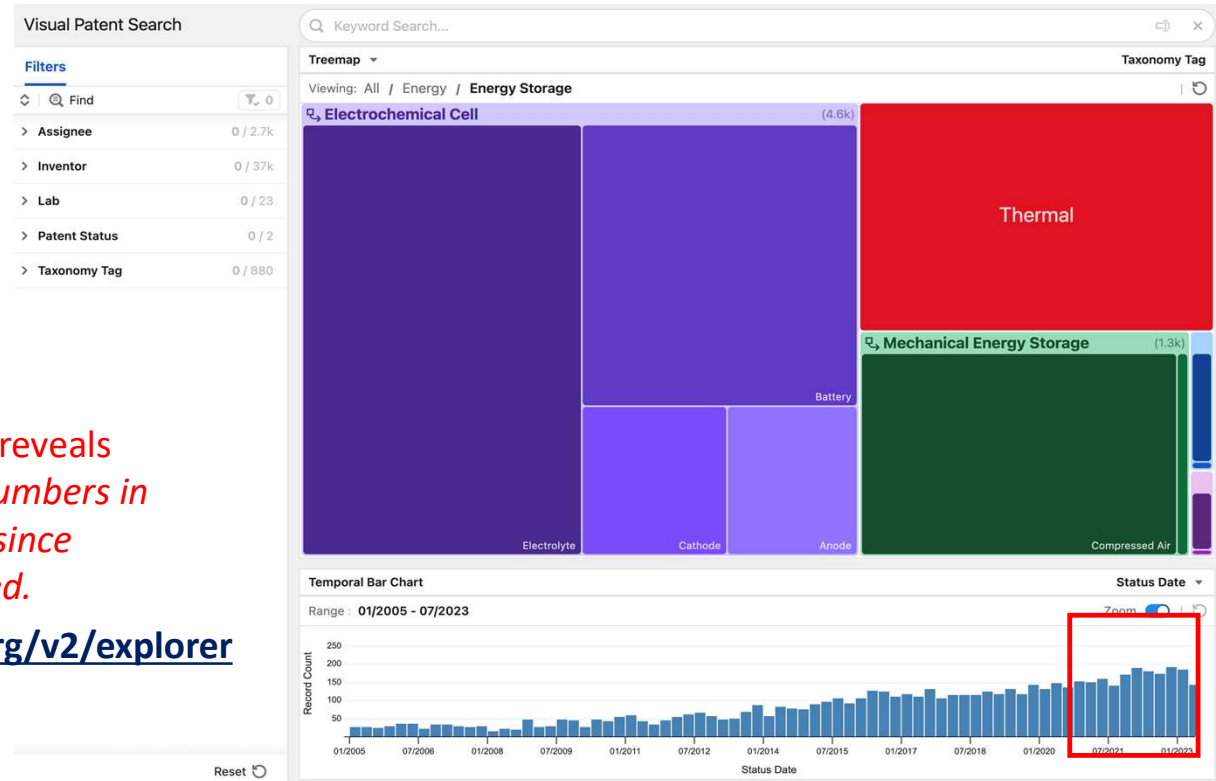 Visual Patent Search
Keyword Search...
Filters
Find
0
Assignee 0 / 2.7k
Inventor 0 / 37k
Lab 0 / 23
Patent Status 0 / 2
Taxonomy Tag 0 / 880
Reset
reveals
umbers in
since
ed.
rg/v2/explorer
Treemap
Taxonomy Tag
Viewing: All / Energy / Energy Storage
Electrochemical Cell (4.6k)
Electrolyte
Battery
Cathode
Anode
Thermal
Mechanical Energy Storage (1.3k)
Compressed Air
Temporal Bar Chart
Status Date
Range : 01/2005 - 07/2023
Zoom
Record Count
250
200
150
100
50
01/2005 07/2006 01/2008 07/2009 01/2011 07/2012 01/2014 07/2015 01/2017 07/2018 01/2020 07/2021 01/2023
Status Date